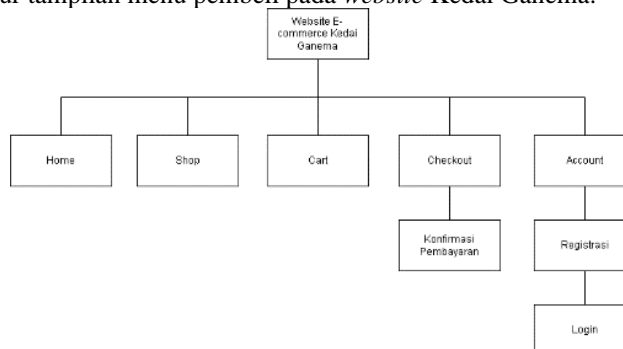 tampilan menu pembeli pada website Kedai Ganema.
Website E-
commerce Kedai
Ganema
Home
Shop
Cart
Checkout
Account
Konfirmasi
Pembayaran
Registrasi
Login